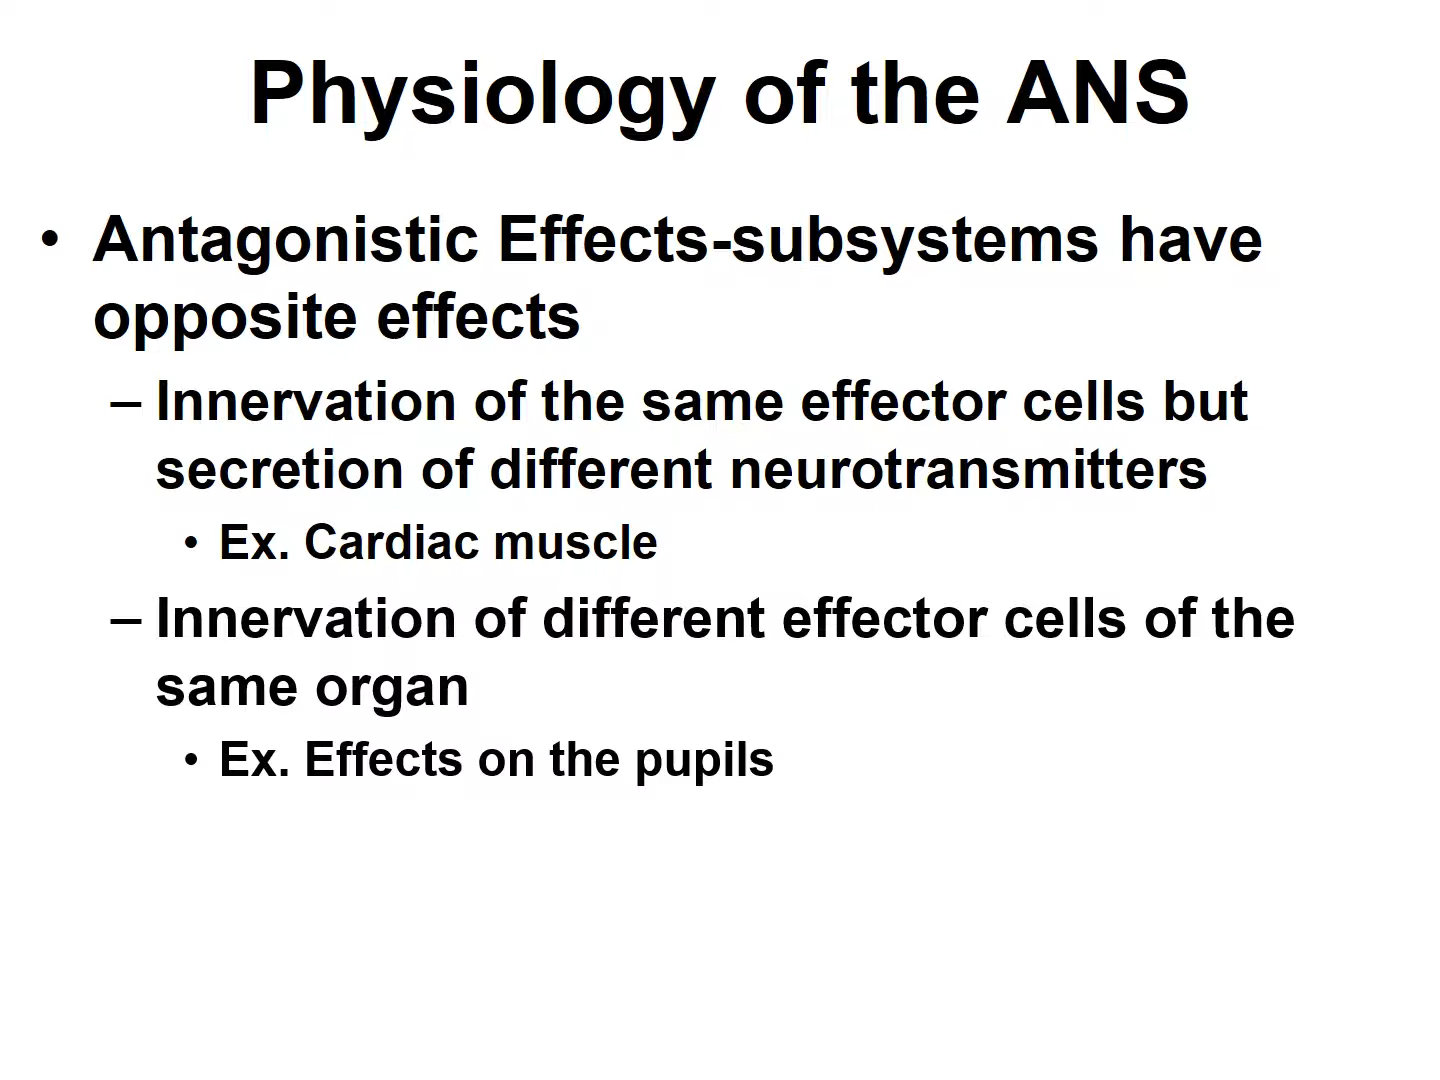 Physiology of the ANS
• Antagonistic Effects-subsystems have
opposite effects
– Innervation of the same effector cells but
secretion of different neurotransmitters
• Ex. Cardiac muscle
– Innervation of different effector cells of the
same organ
• Ex. Effects on the pupils